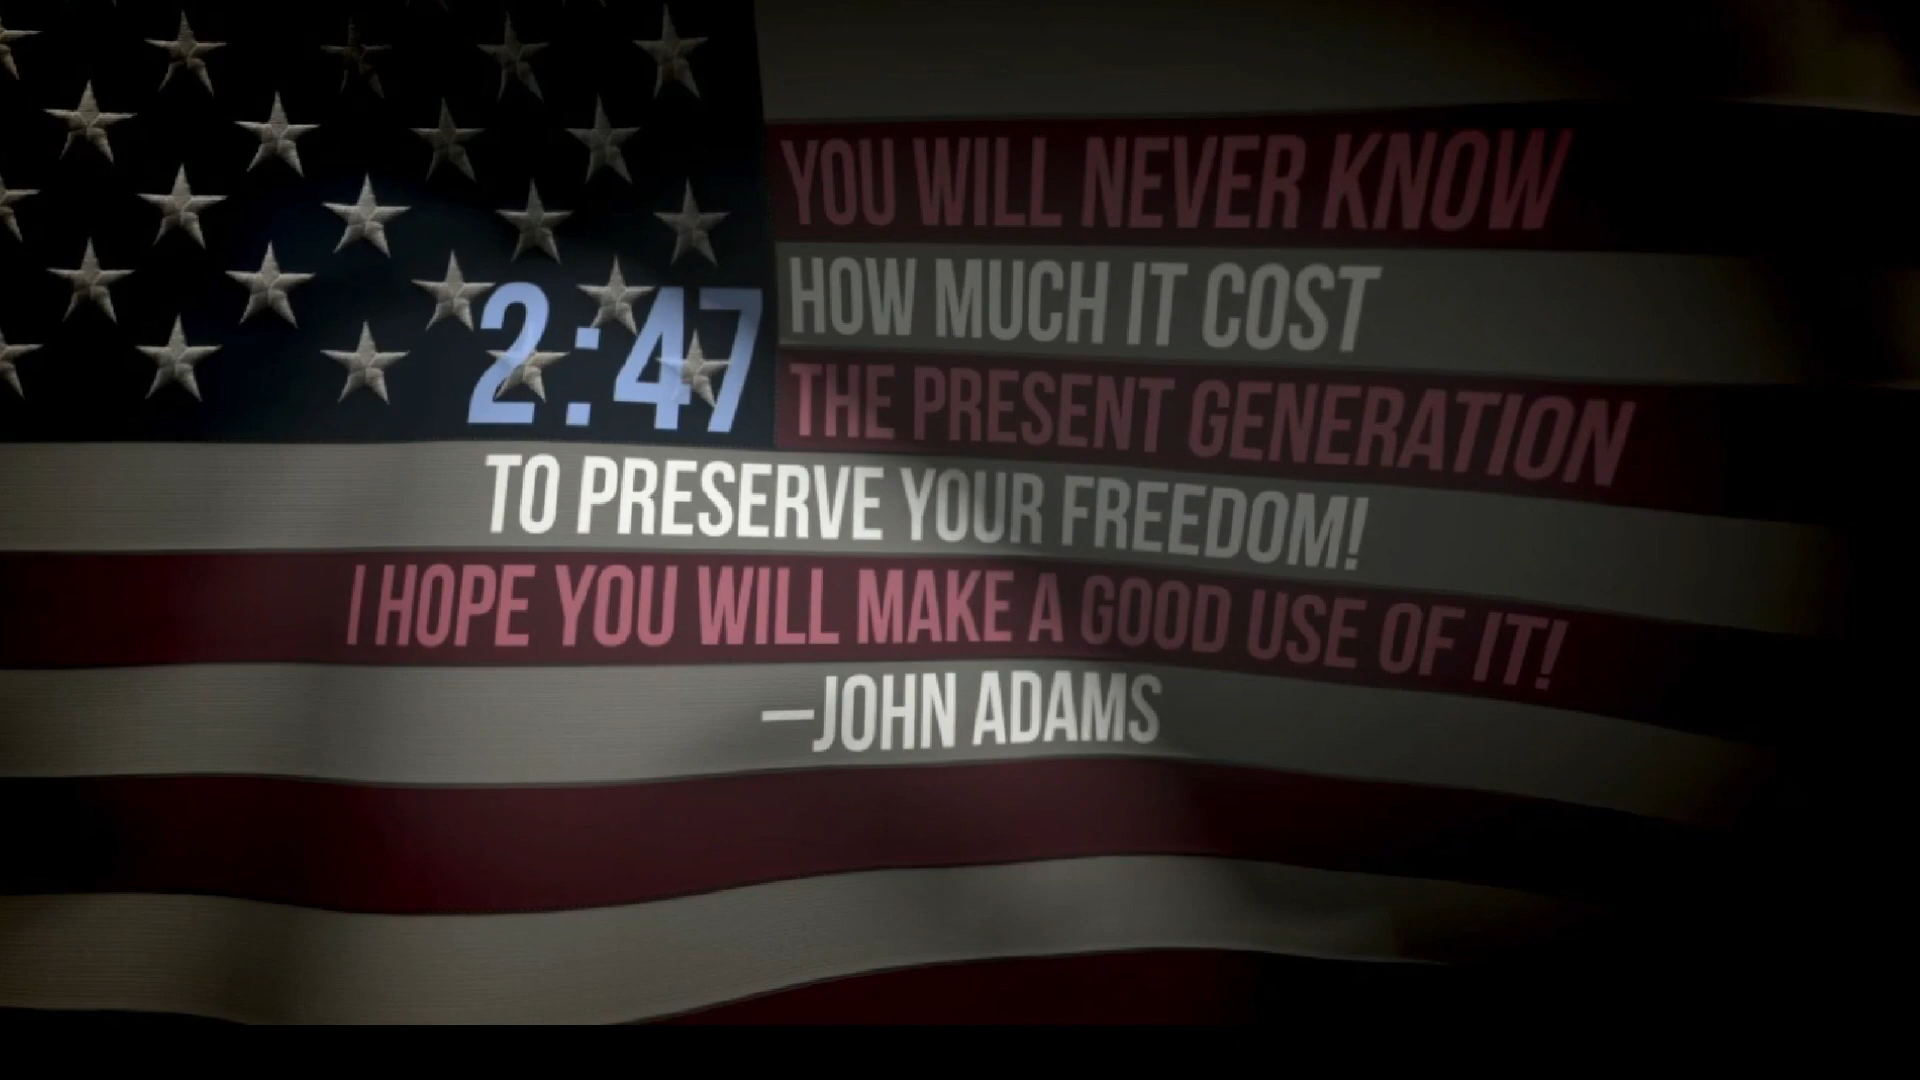 YOU WILL NEVER KNOW
HOW MUCH IT COST
2:47
THE PRESENT GENERATION
TO PRESERVE YOUR FREEDOM!
I HOPE YOU WILL MAKE A GOOD USE OF IT!
—JOHN ADAMS